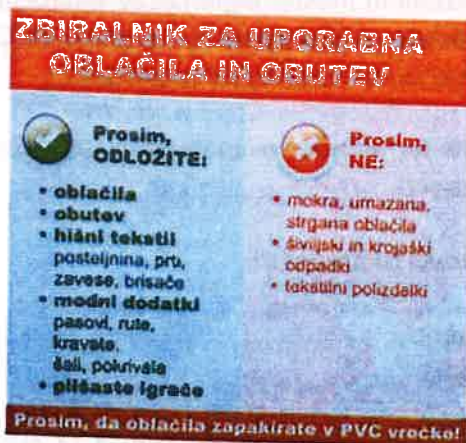 ZBIRALNIK ZA UPORABNA
OBLAČILA IN OBUTEV
Prosim,
ODLOŽITE:
• oblačila
• obutev
• hišni tekstil
posteljnina, prti,
zavese, brisače
• modni dodatki
pasovi, rute,
kravate,
šali, pokrivala
• plišaste igrače
Prosim,
NE:
• mokra, umazana,
strgana oblačila
• šiviljski in krojaški
odpadki
• tekstilni polizdelki
Prosim, da oblačila zapakirate v PVC vrečko!